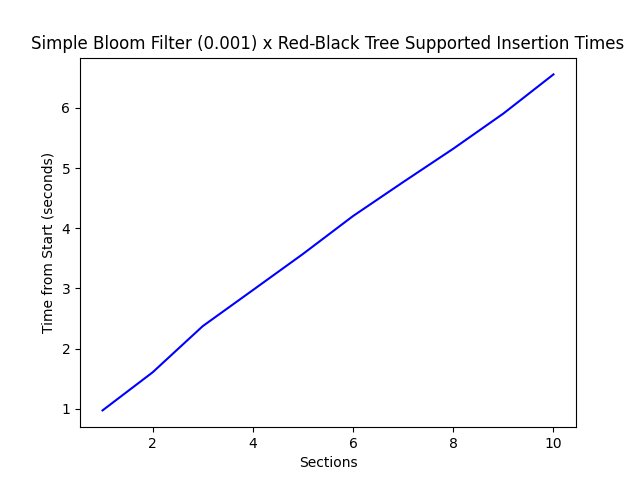 Simple Bloom Filter (0.001) x Red-Black Tree Supported Insertion Times
Time from Start (seconds)
6
5
4
3
2
1
2 4 6 8 10
Sections